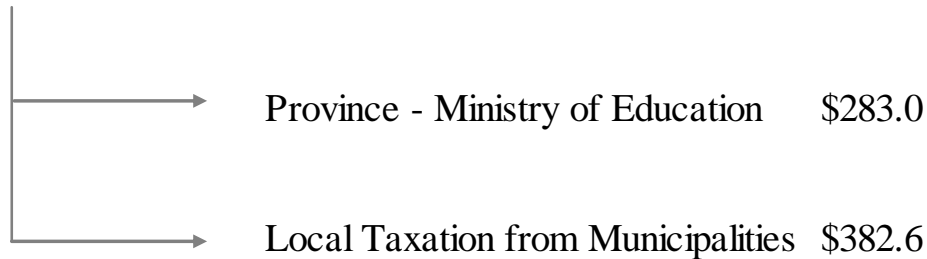 Province - Ministry of Education $283.0
Local Taxation from Municipalities $382.6